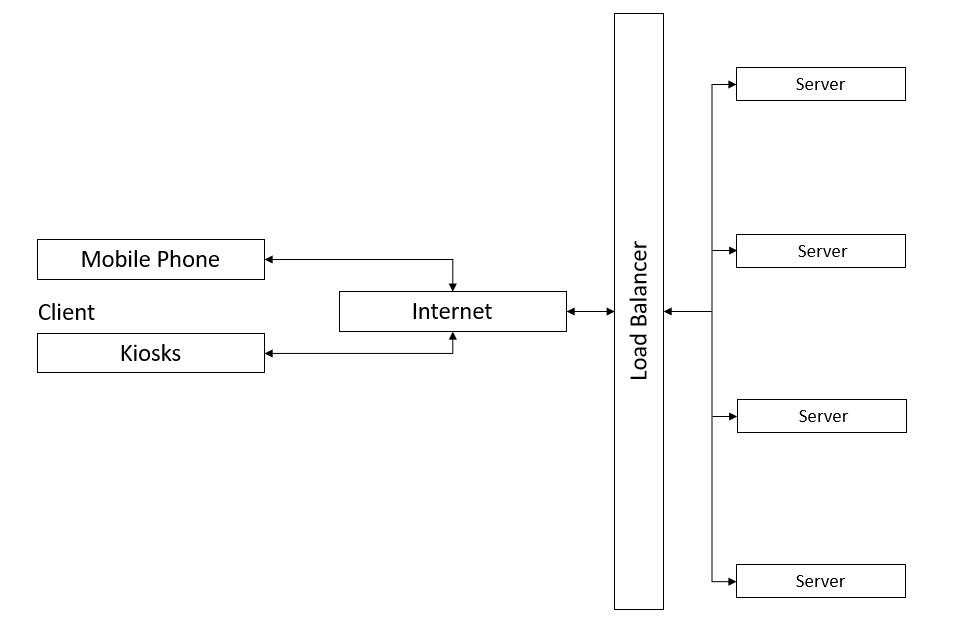 Mobile Phone
Client
Kiosks
Internet
Load Balancer
Server
Server
Server
Server